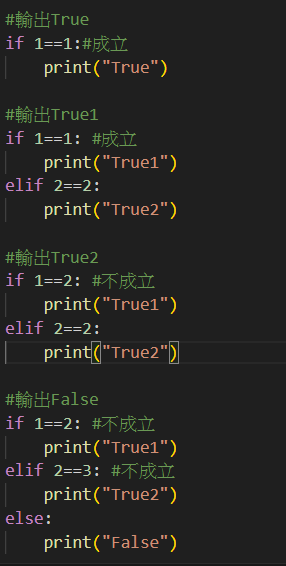 #輸出True
if 1==1:#成立
    print("True")

#輸出True1
if 1==1: #成立
    print("True1")
elif 2==2:
    print("True2")

#輸出True2
if 1==2: #不成立
    print("True1")
elif 2==2:
    print("True2")

#輸出False
if 1==2: #不成立
    print("True1")
elif 2==3: #不成立
    print("True2")
else:
    print("False")